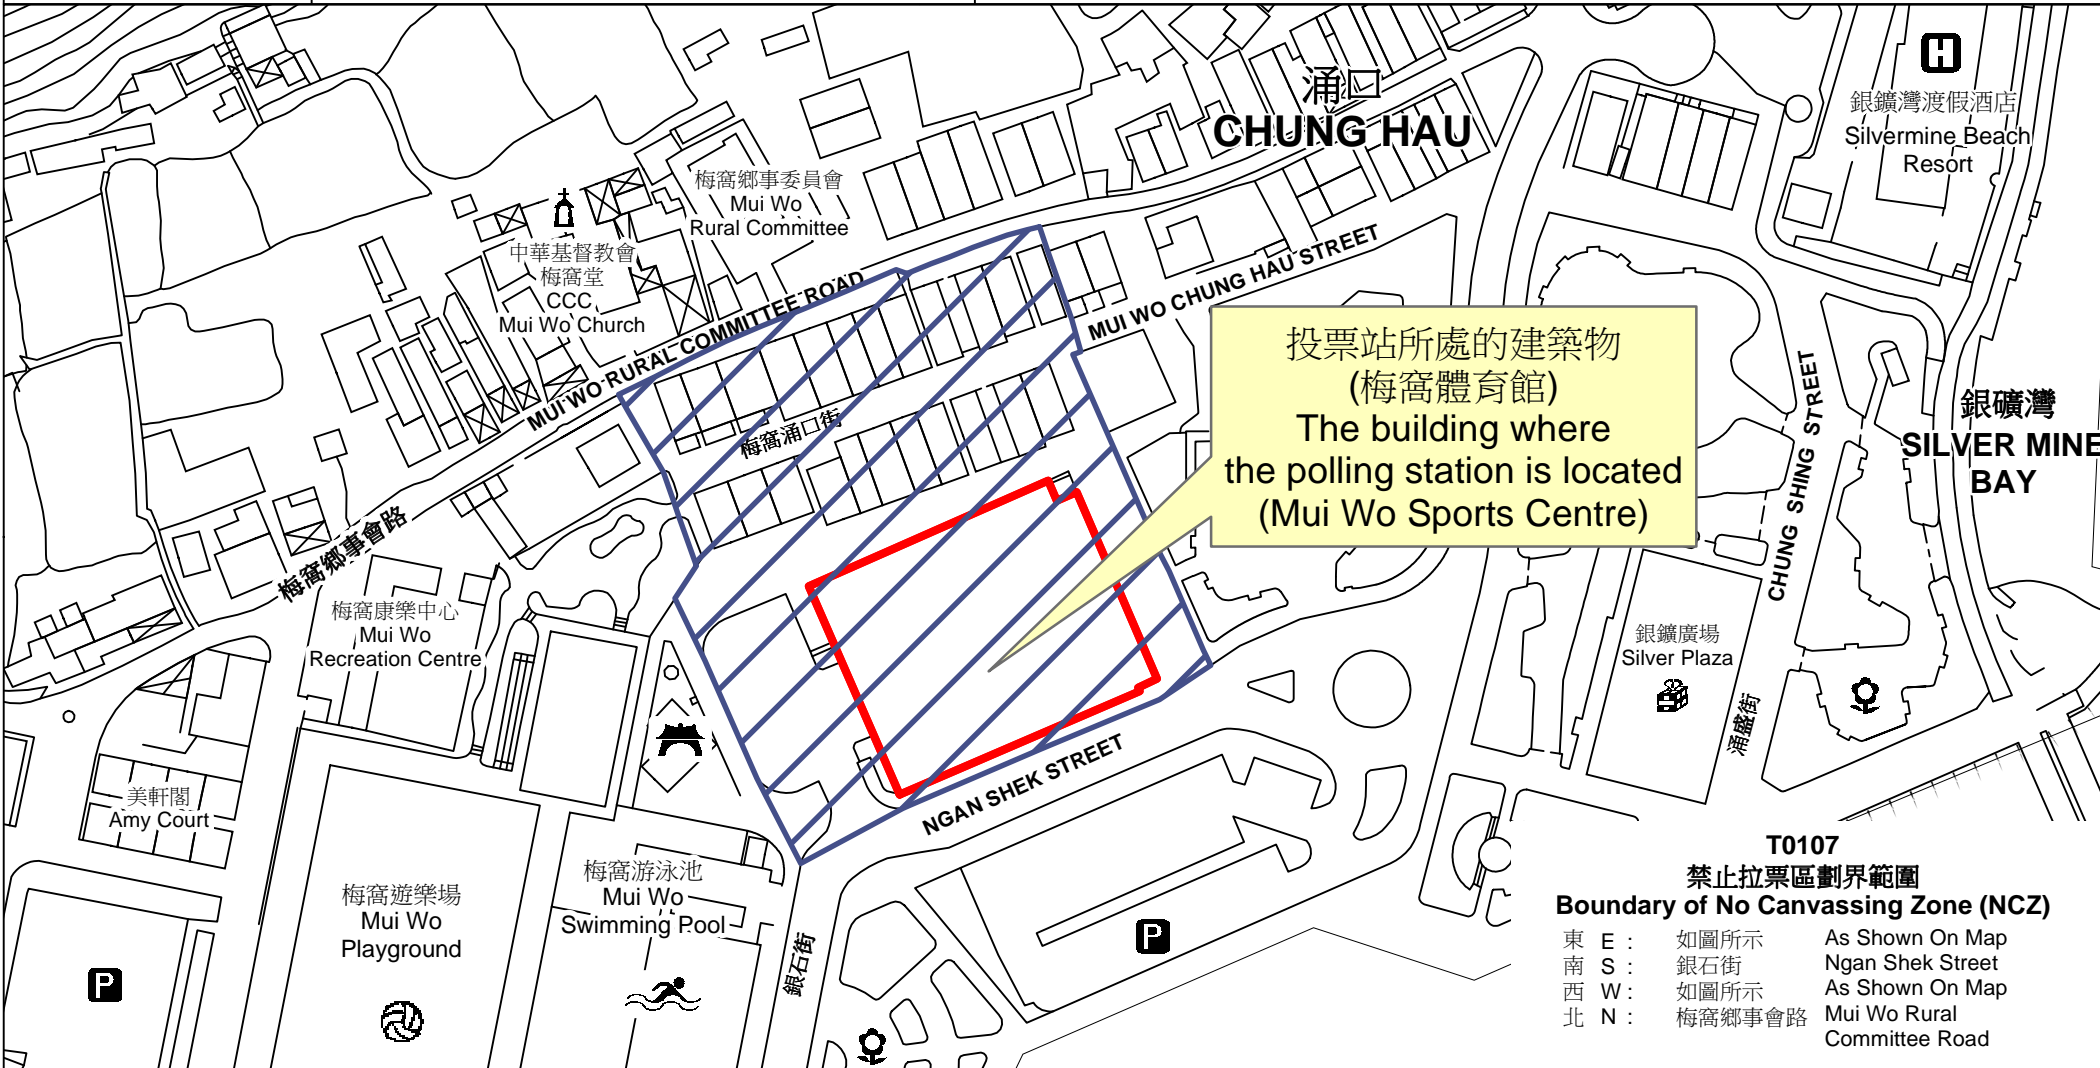 涌口
CHUNG HAU
H
銀鑛灣渡假酒店
Silvermine Beach
Resort
梅窩鄉事委員會
Mui Wo
Rural Committee
中華基督教會
梅窩堂
CCC
Mui Wo Church
MUI WO RURAL COMMITTEE ROAD
梅窩鄉事會路
MUI WO CHUNG HAU STREET
梅窩涌口街
投票站所處的建築物
(梅窩體育館)
The building where
the polling station is located
(Mui Wo Sports Centre)
CHUNG SHING STREET
涌盛街
銀礦灣
SILVER MINE
BAY
梅窩康樂中心
Mui Wo
Recreation Centre
銀鑛廣場
Silver Plaza
美軒閣
Amy Court
NGAN SHEK STREET
銀石街
梅窩遊樂場
Mui Wo
Playground
梅窩游泳池
Mui Wo
Swimming Pool
P
P
T0107
禁止拉票區劃界範圍
Boundary of No Canvassing Zone (NCZ)
東 E : 如圖所示 As Shown On Map
南 S : 銀石街 Ngan Shek Street
西 W : 如圖所示 As Shown On Map
北 N : 梅窩鄉事會路 Mui Wo Rural
Committee Road